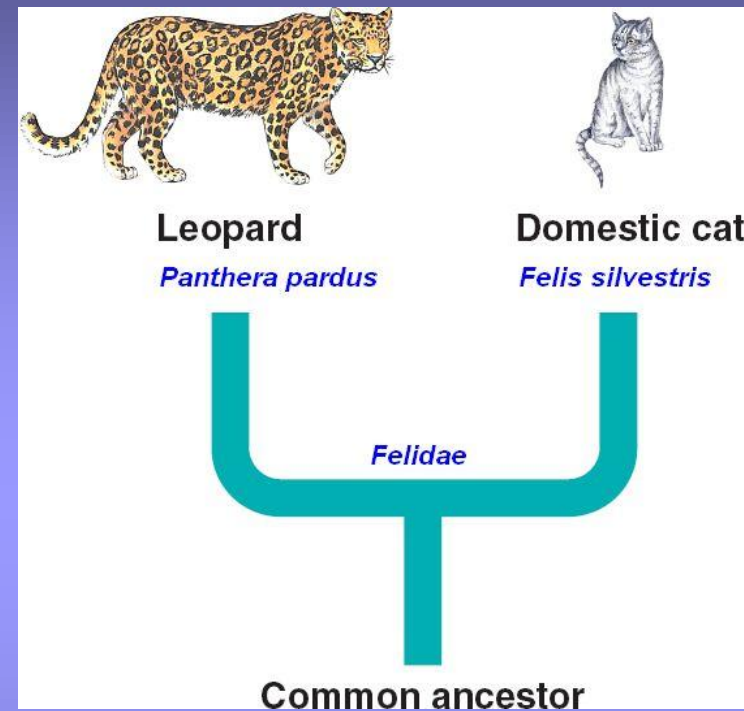 Leopard
Domestic cat
Panthera pardus
Felis silvestris
Felidae
Common ancestor